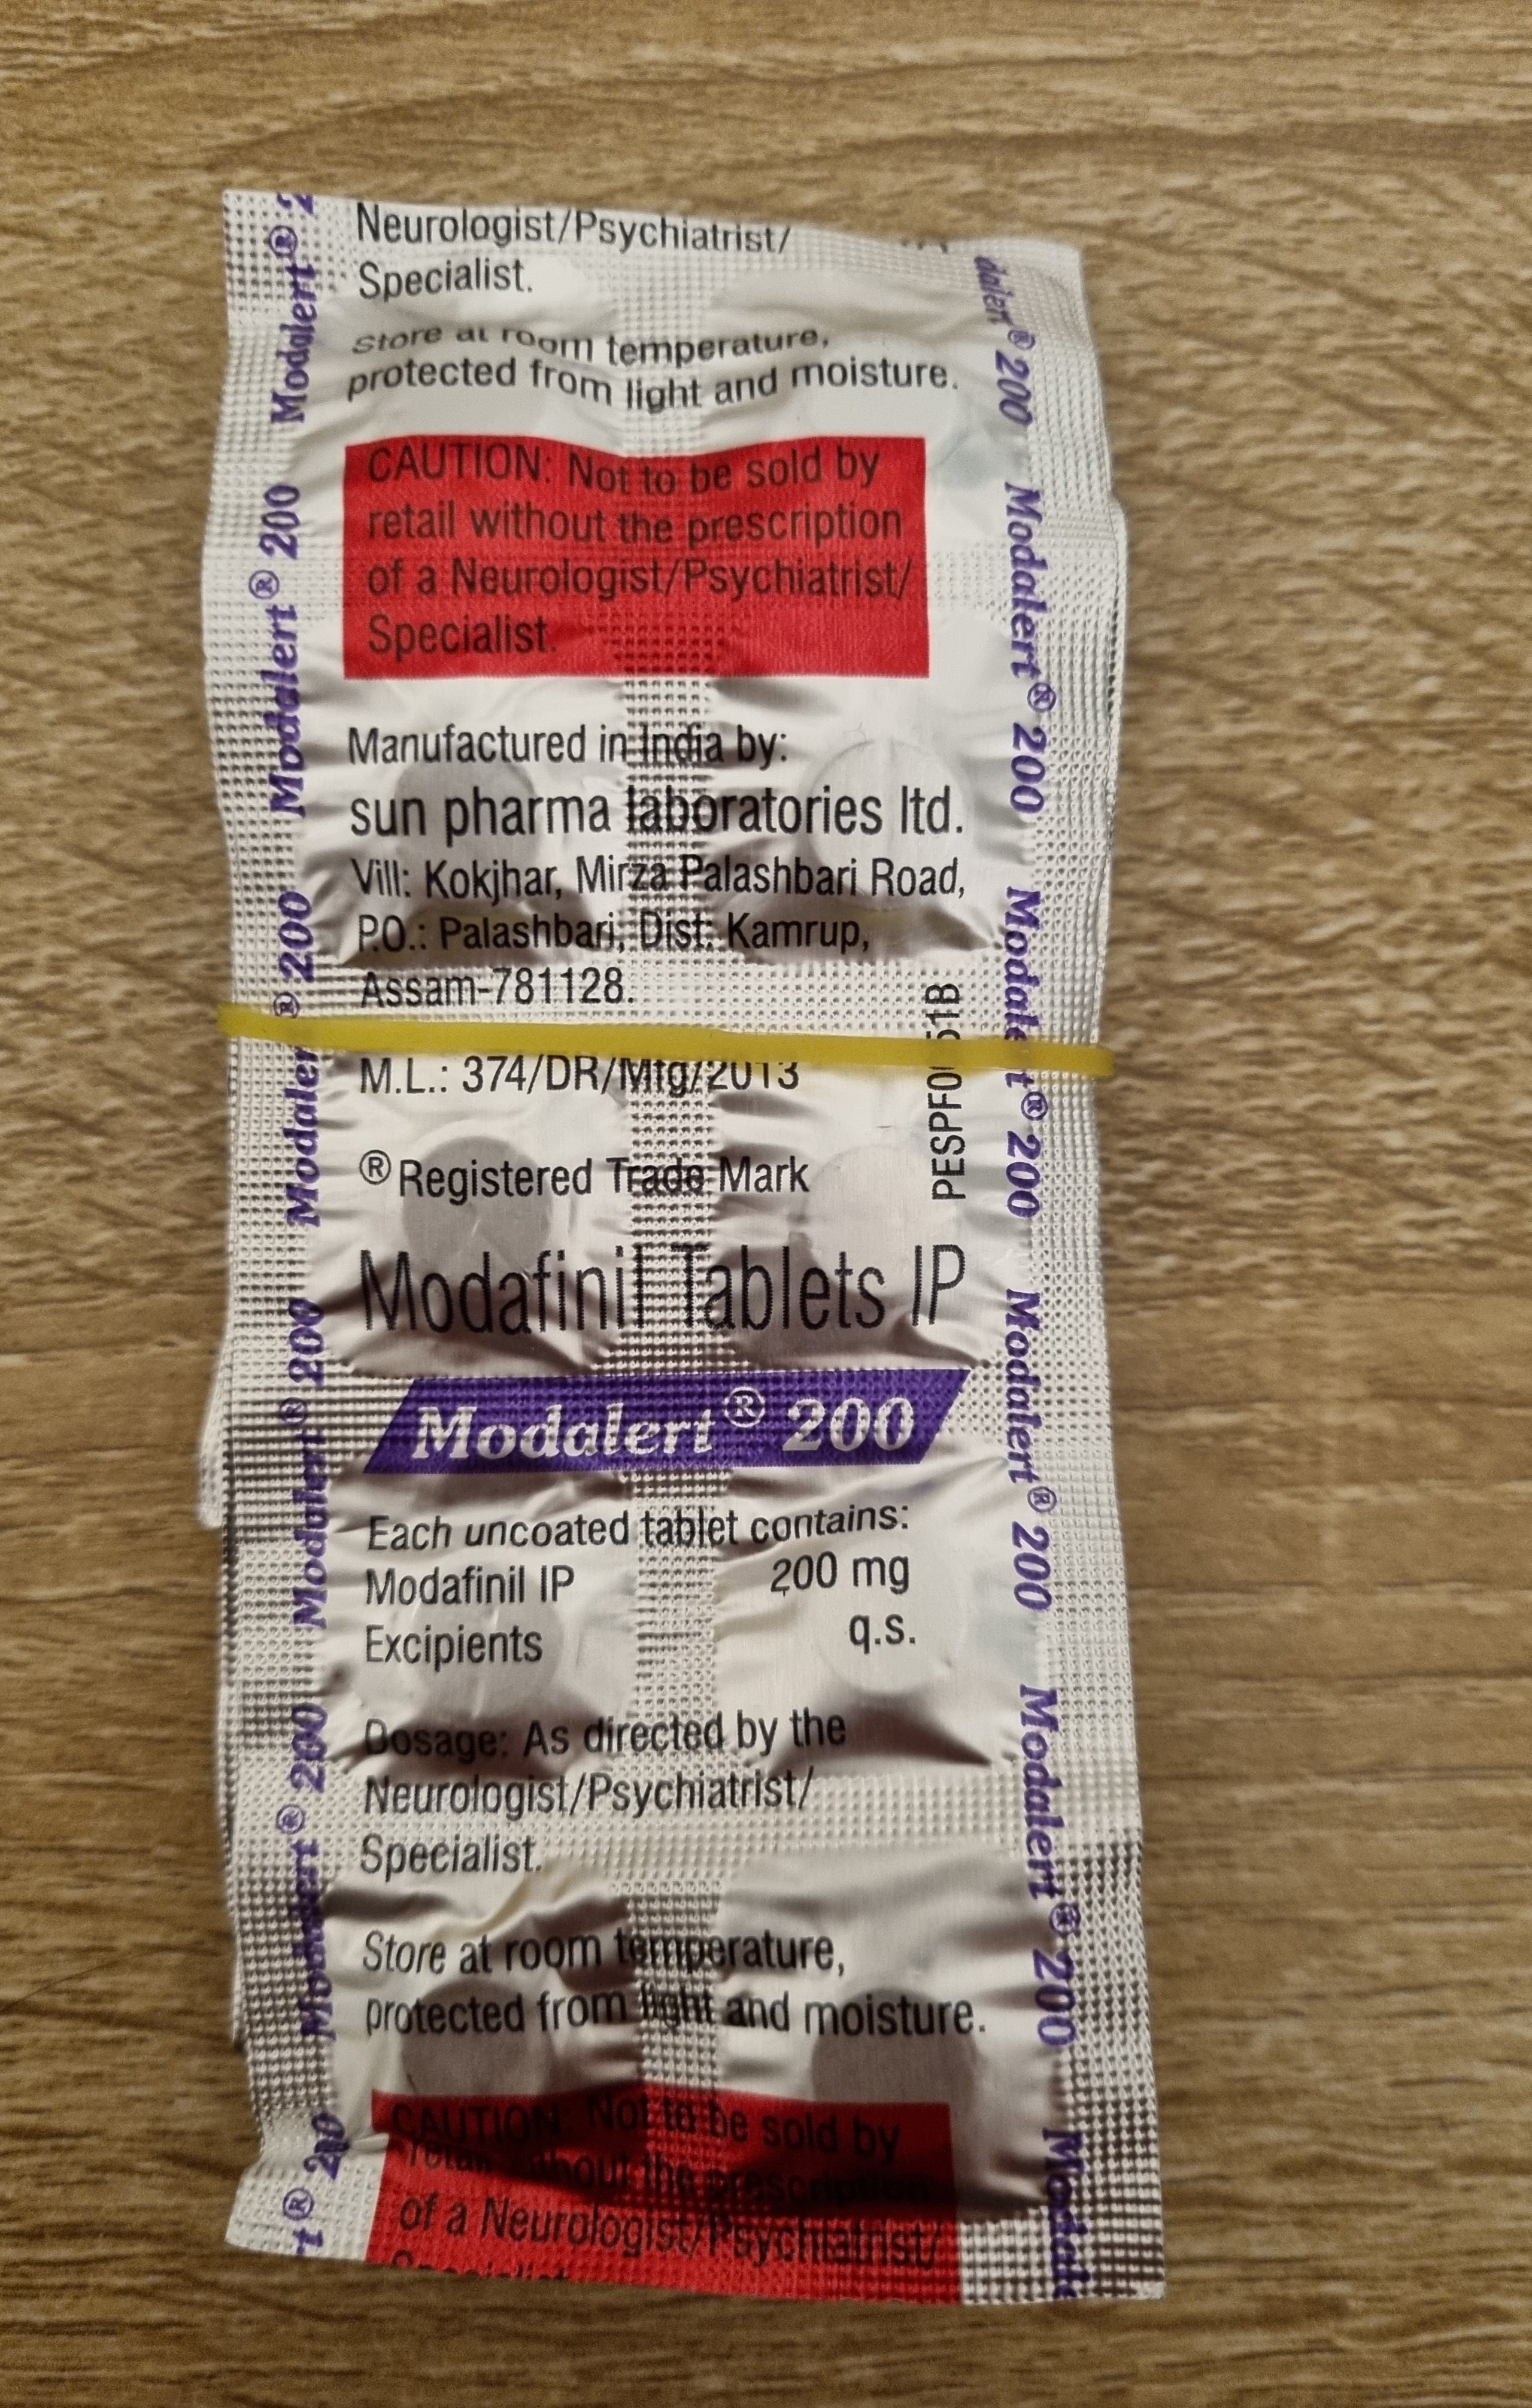 Neurologist/Psychiatrist/
Specialist.
Store at room temperature,
protected from light and moisture.
CAUTION: Not to be sold by
retail without the prescription
of a Neurologist/Psychiatrist/
Specialist.
Manufactured in India by:
sun pharma laboratories ltd.
Vill: Kokjhar, Mirza Palashbari Road,
P.O.: Palashbari, Dist: Kamrup,
Assam-781128.
M.L.: 374/DR/Mfg/2013
® Registered Trade Mark
Modafinil Tablets IP
Modalert® 200
Each uncoated tablet contains:
Modafinil IP 200 mg
Excipients q.s.
Dosage: As directed by the
Neurologist/Psychiatrist/
Specialist.
Store at room temperature,
protected from light and moisture.
CAUTION: Not to be sold by
retail without the prescription
of a Neurologist/Psychiatrist/
Specialist.
Modalert® 200 Modalert® 200 Modalert® 200 Modalert® 200 Modalert® 200
Modalert® 200 Modalert® 200 Modalert® 200 Modalert® 200